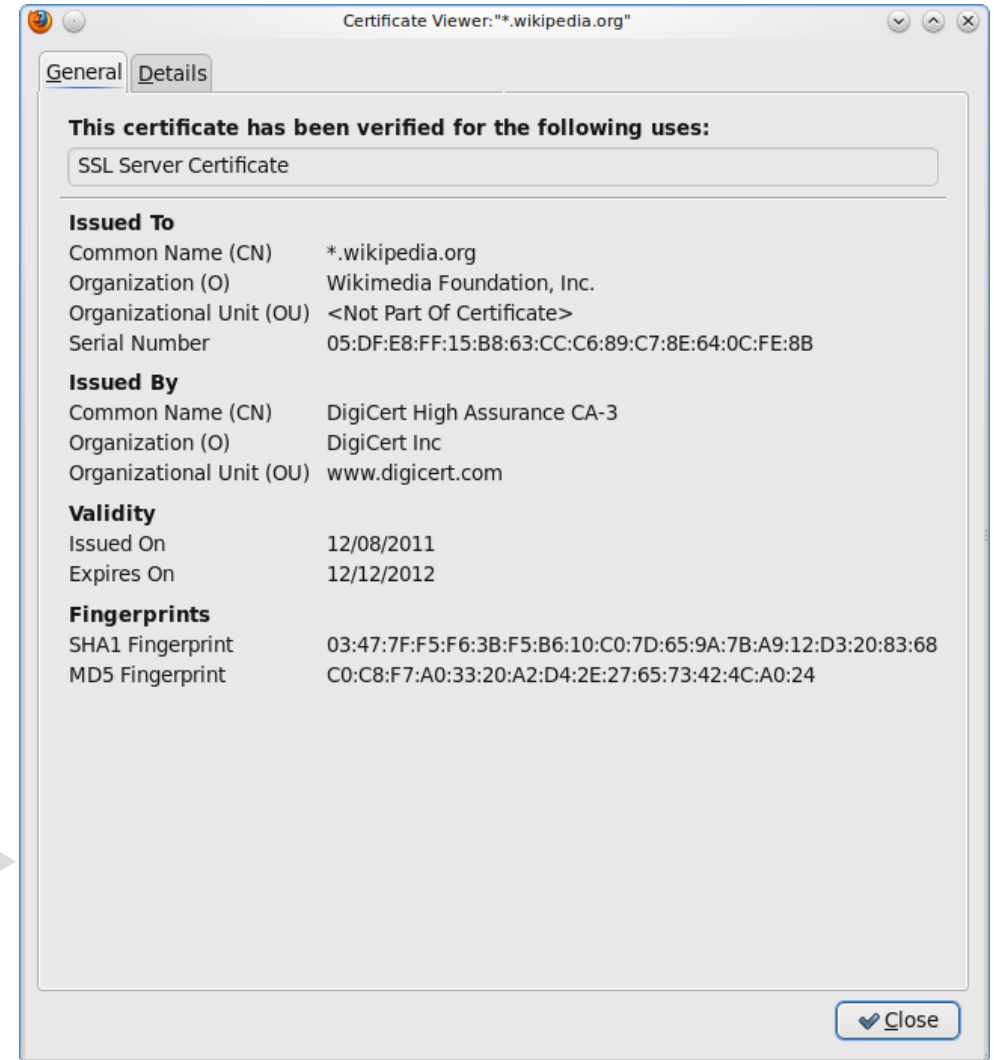 Certificate Viewer:"*.wikipedia.org"
General Details
This certificate has been verified for the following uses:
SSL Server Certificate
Issued To
Common Name (CN) *.wikipedia.org
Organization (O) Wikimedia Foundation, Inc.
Organizational Unit (OU) <Not Part Of Certificate>
Serial Number 05:DF:E8:FF:15:B8:63:CC:C6:89:C7:8E:64:0C:FE:8B
Issued By
Common Name (CN) DigiCert High Assurance CA-3
Organization (O) DigiCert Inc
Organizational Unit (OU) www.digicert.com
Validity
Issued On 12/08/2011
Expires On 12/12/2012
Fingerprints
SHA1 Fingerprint 03:47:7F:F5:F6:3B:F5:B6:10:C0:7D:65:9A:7B:A9:12:D3:20:83:68
MD5 Fingerprint C0:C8:F7:A0:33:20:A2:D4:2E:27:65:73:42:4C:A0:24
Close